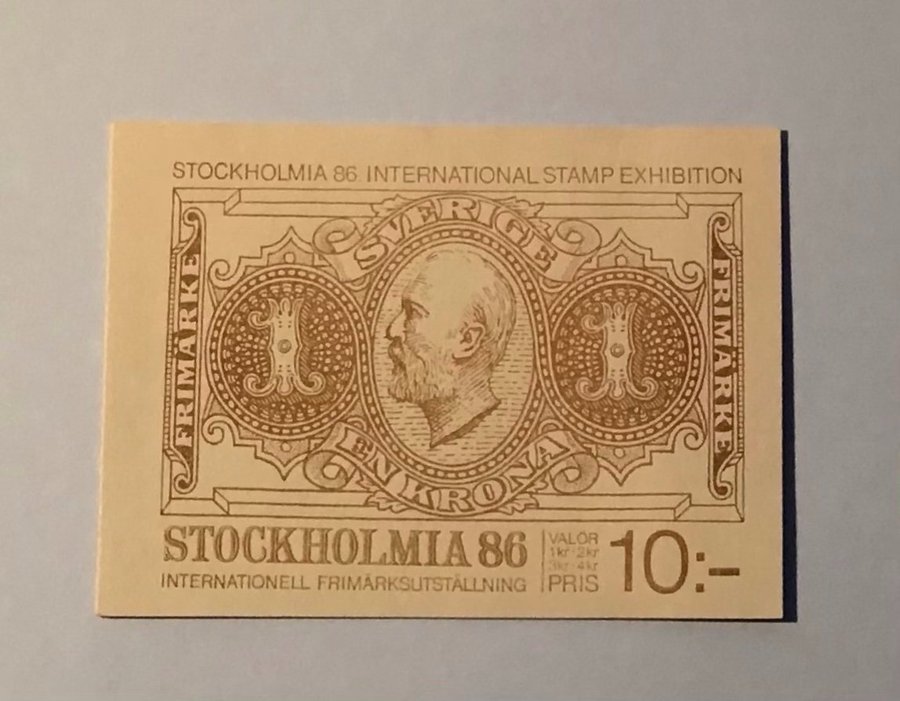 STOCKHOLMIA 86 INTERNATIONAL STAMP EXHIBITION
SVERIGE
FRIMÄRKE
1
1
FRIMÄRKE
EN KRONA
STOCKHOLMIA 86
INTERNATIONELL FRIMÄRKSUTSTÄLLNING
VALÖR
1kr·2kr
3kr·4kr
PRIS
10:-